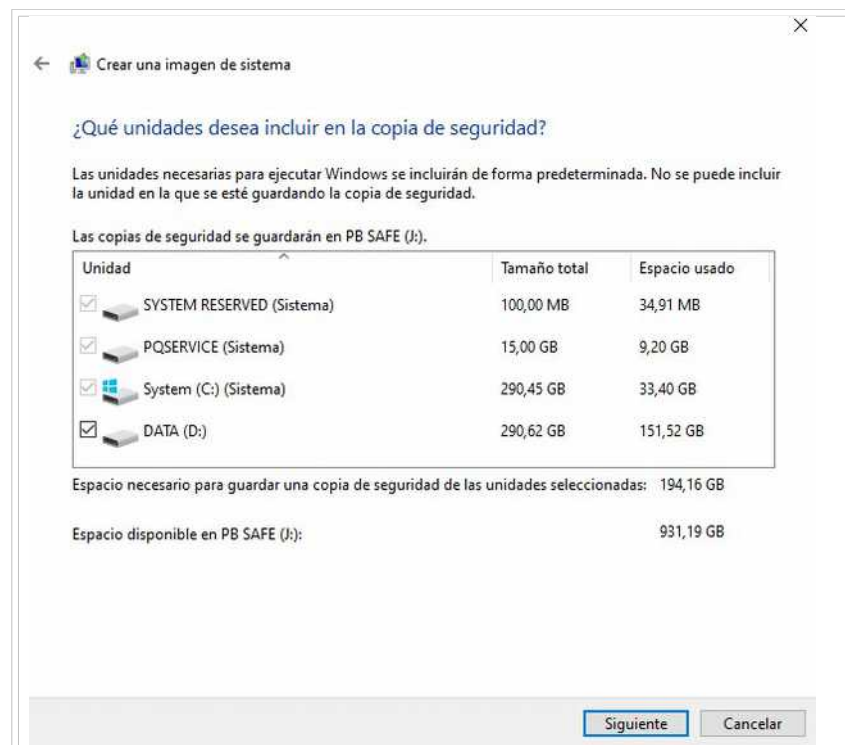 Crear una imagen de sistema
¿Qué unidades desea incluir en la copia de seguridad?
Las unidades necesarias para ejecutar Windows se incluirán de forma predeterminada. No se puede incluir
la unidad en la que se esté guardando la copia de seguridad.
Las copias de seguridad se guardarán en PB SAFE (J:).
Unidad Tamaño total Espacio usado
SYSTEM RESERVED (Sistema) 100,00 MB 34,91 MB
PQSERVICE (Sistema) 15,00 GB 9,20 GB
System (C:) (Sistema) 290,45 GB 33,40 GB
DATA (D:) 290,62 GB 151,52 GB
Espacio necesario para guardar una copia de seguridad de las unidades seleccionadas: 194,16 GB
Espacio disponible en PB SAFE (J:): 931,19 GB
Siguiente Cancelar